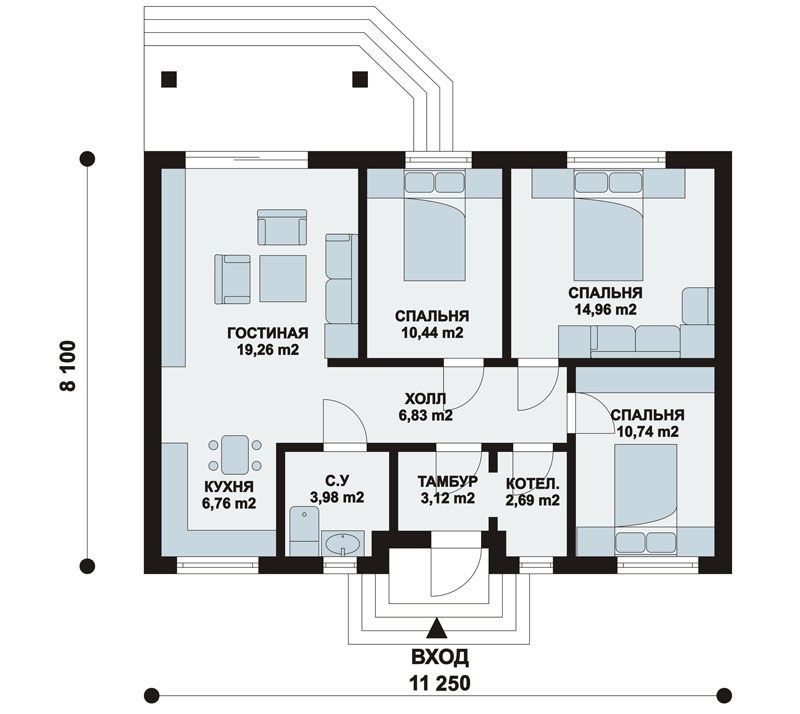 СПАЛЬНЯ
14,96 m2
СПАЛЬНЯ
10,44 m2
ГОСТИНАЯ
19,26 m2
8 100
ХОЛЛ
6,83 m2
СПАЛЬНЯ
10,74 m2
КУХНЯ
6,76 m2
С.У
3,98 m2
ТАМБУР
3,12 m2
КОТЕЛ.
2,69 m2
ВХОД
11 250